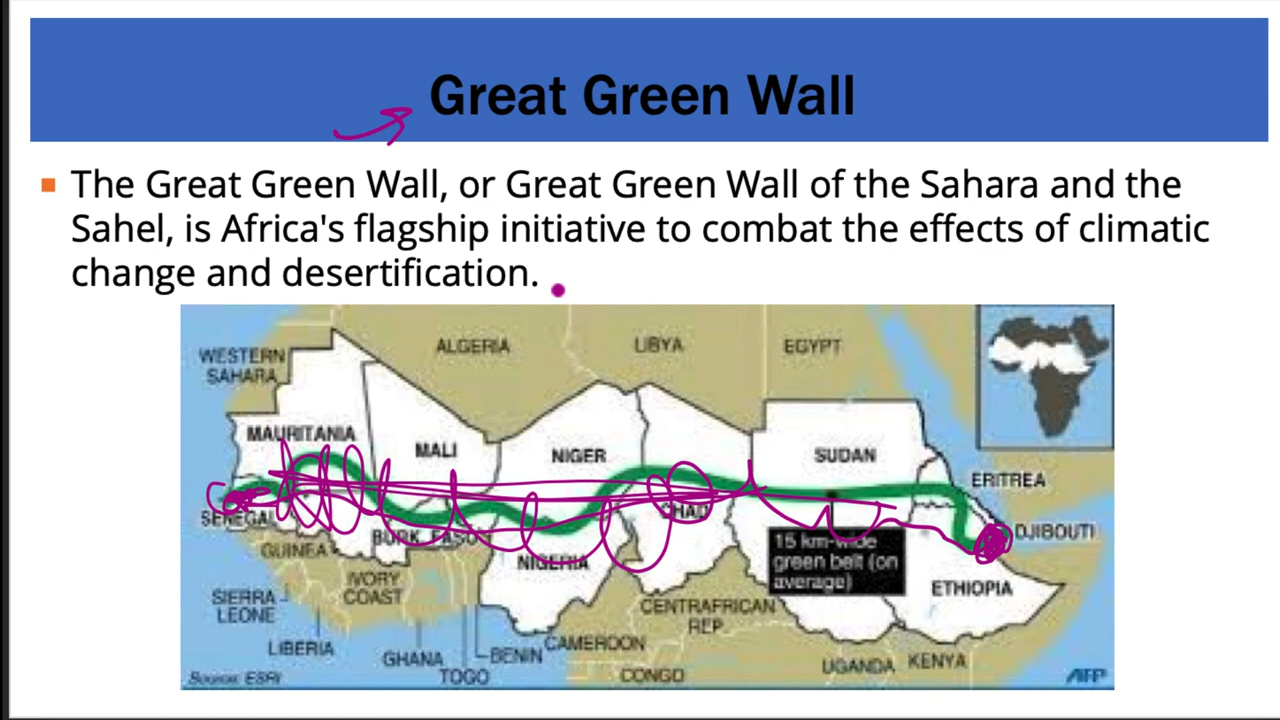 Great Green Wall
The Great Green Wall, or Great Green Wall of the Sahara and the
Sahel, is Africa's flagship initiative to combat the effects of climatic
change and desertification.
ALGERIA
LIBYA
EGYPT
WESTERN
SAHARA
MAURITANIA
MALI
NIGER
SUDAN
ERITREA
CHAD
SENEGAL
DJIBOUTI
BURK. FASO
GUINEA
15 km-wide
green belt (on
average)
NIGERIA
ETHIOPIA
IVORY
COAST
SIERRA
LEONE
CENTRAFRICAN
REP.
LIBERIA
GHANA
BENIN
CAMEROON
TOGO
CONGO
UGANDA
KENYA
Source: ESRI
AFP